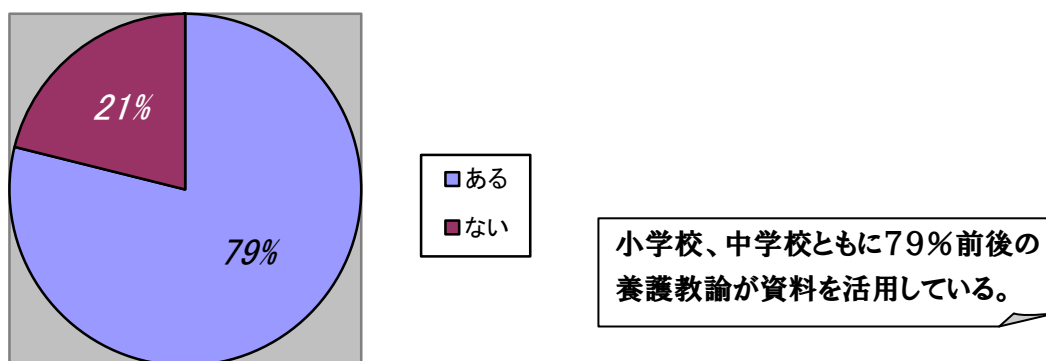 21%
79%
ある
ない
小学校、中学校ともに79%前後の
養護教諭が資料を活用している。